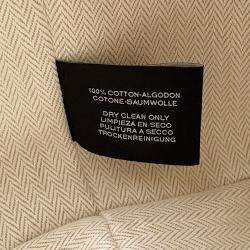 100% COTTON-ALGODON
COTONE-BAUMWOLLE
DRY CLEAN ONLY
LIMPIEZA EN SECO
PULITURA A SECCO
TROCKENREINIGUNG